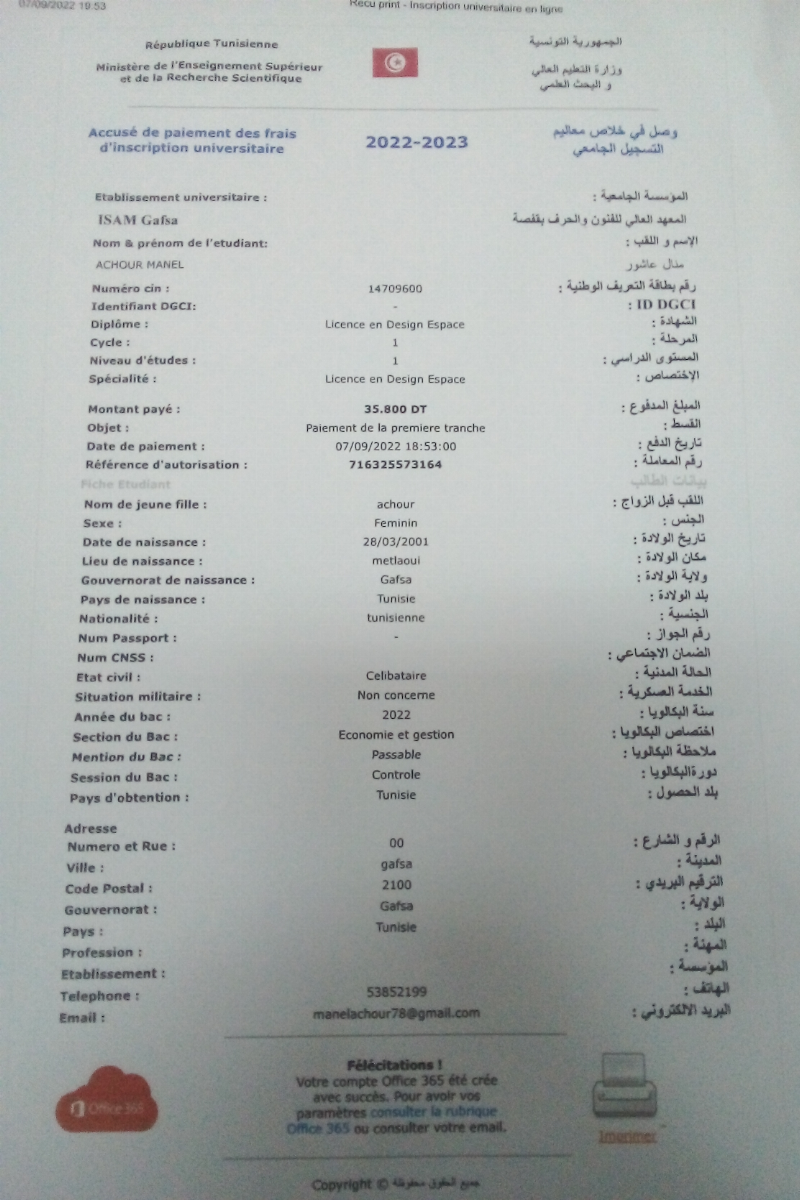 07/09/2022 19:53 Recu print - Inscription universitaire en ligne
République Tunisienne الجمهورية التونسية
Ministère de l'Enseignement Supérieur وزارة التعليم العالي
et de la Recherche Scientifique و البحث العلمي
Accusé de paiement des frais 2022-2023 وصل في خلاص معاليم
d'inscription universitaire التسجيل الجامعي
Etablissement universitaire : المؤسسة الجامعية :
ISAM Gafsa المعهد العالي للفنون والحرف بقفصة
Nom & prénom de l'etudiant: الإسم و اللقب :
ACHOUR MANEL منال عاشور
Numéro cin : 14709600 رقم بطاقة التعريف الوطنية :
Identifiant DGCI: - ID DGCI :
Diplôme : Licence en Design Espace الشهادة :
Cycle : 1 المرحلة :
Niveau d'études : 1 المستوى الدراسي :
Spécialité : Licence en Design Espace الإختصاص :
Montant payé : 35.800 DT المبلغ المدفوع :
Objet : Paiement de la premiere tranche القسط :
Date de paiement : 07/09/2022 18:53:00 تاريخ الدفع :
Référence d'autorisation : 716325573164 رقم المعاملة :
Fiche Etudiant بيانات الطالب
Nom de jeune fille : achour اللقب قبل الزواج :
Sexe : Feminin الجنس :
Date de naissance : 28/03/2001 تاريخ الولادة :
Lieu de naissance : metlaoui مكان الولادة :
Gouvernorat de naissance : Gafsa ولاية الولادة :
Pays de naissance : Tunisie بلد الولادة :
Nationalité : tunisienne الجنسية :
Num Passport : - رقم الجواز :
Num CNSS : الضمان الاجتماعي :
Etat civil : Celibataire الحالة المدنية :
Situation militaire : Non concerne الخدمة العسكرية :
Année du bac : 2022 سنة البكالويا :
Section du Bac : Economie et gestion اختصاص البكالويا :
Mention du Bac : Passable ملاحظة البكالويا :
Session du Bac : Controle دورةالبكالويا :
Pays d'obtention : Tunisie بلد الحصول :
Adresse
Numero et Rue : 00 الرقم و الشارع :
Ville : gafsa المدينة :
Code Postal : 2100 الترقيم البريدي :
Gouvernorat : Gafsa الولاية :
Pays : Tunisie البلد :
Profession : المهنة :
Etablissement : المؤسسة :
Telephone : 53852199 الهاتف :
Email : manelachour78@gmail.com البريد الالكتروني :
Félécitations !
Votre compte Office 365 été crée
avec succès. Pour avoir vos
paramètres consulter la rubrique
Office 365 ou consulter votre email.
Office 365
Imprimer
Copyright © جميع الحقوق محفوظة